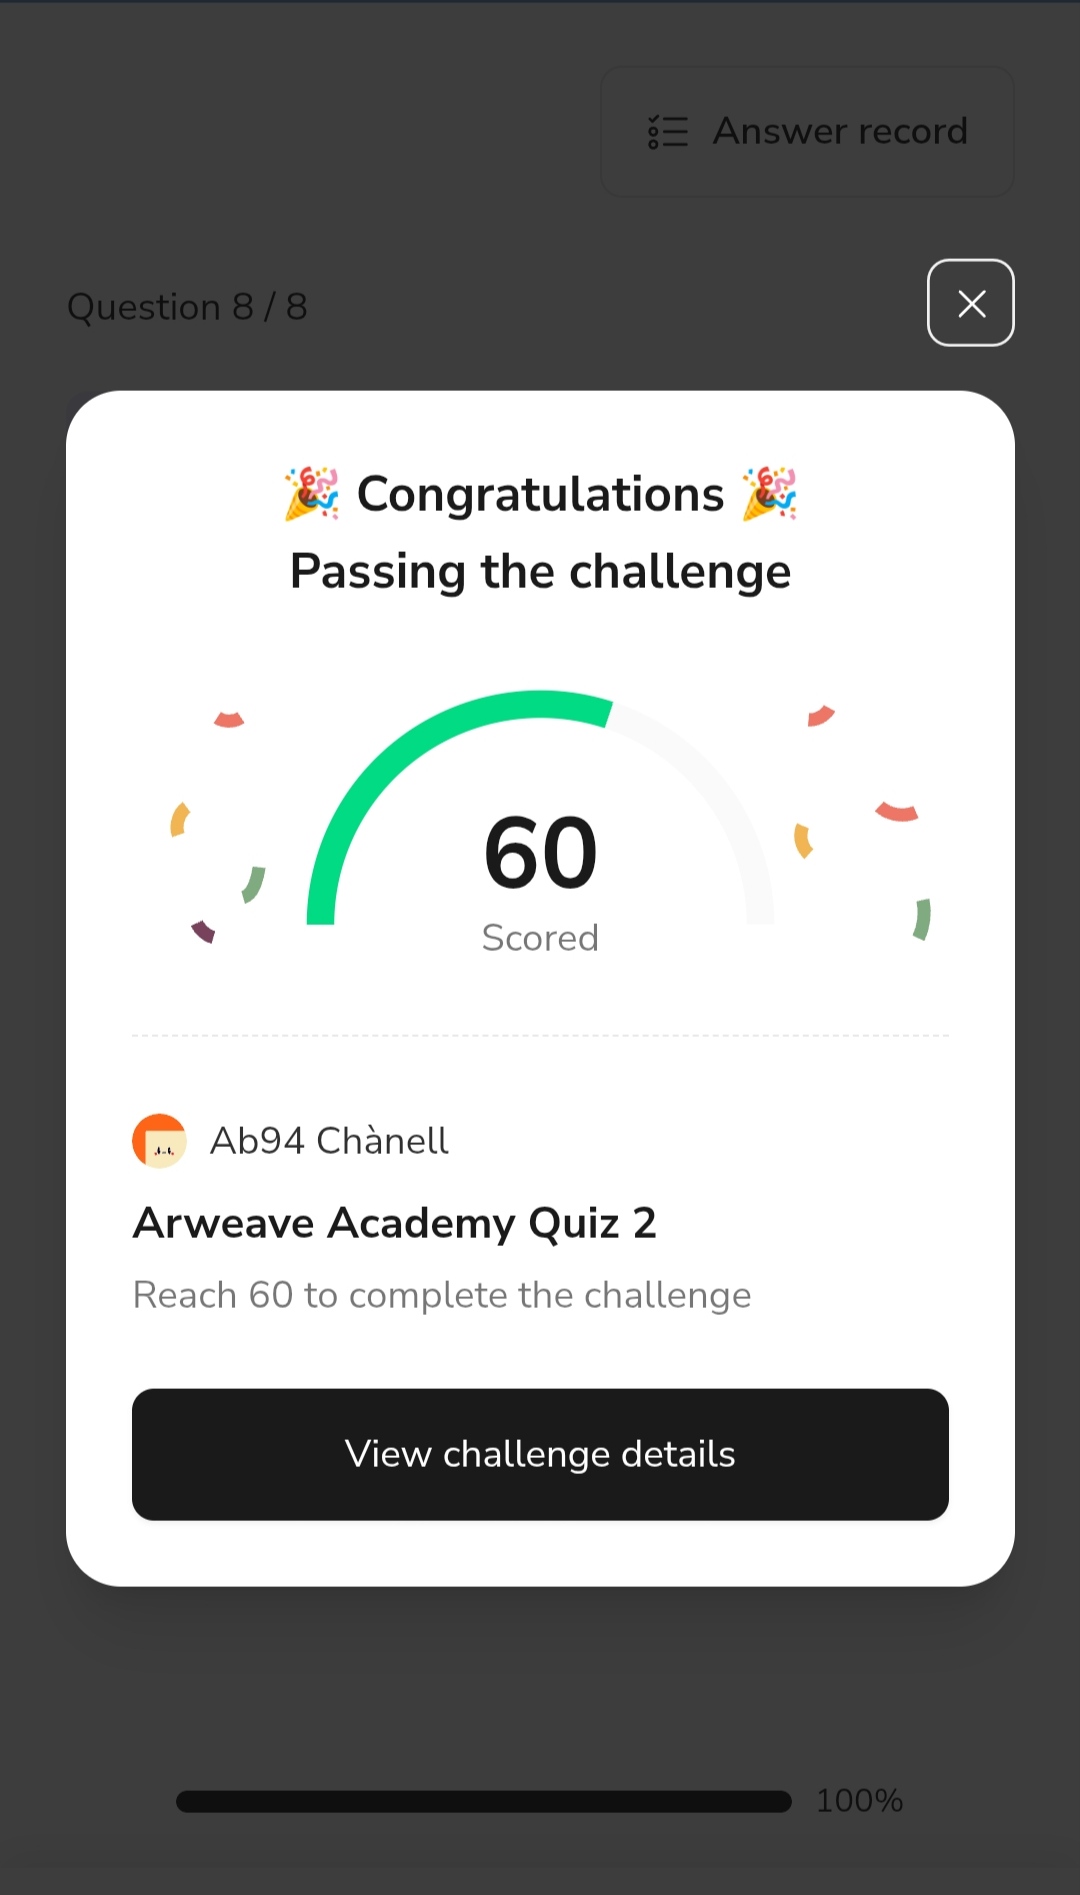 Answer record
Question 8 / 8
🎉 Congratulations 🎉
Passing the challenge
60
Scored
Ab94 Chànell
Arweave Academy Quiz 2
Reach 60 to complete the challenge
View challenge details
100%